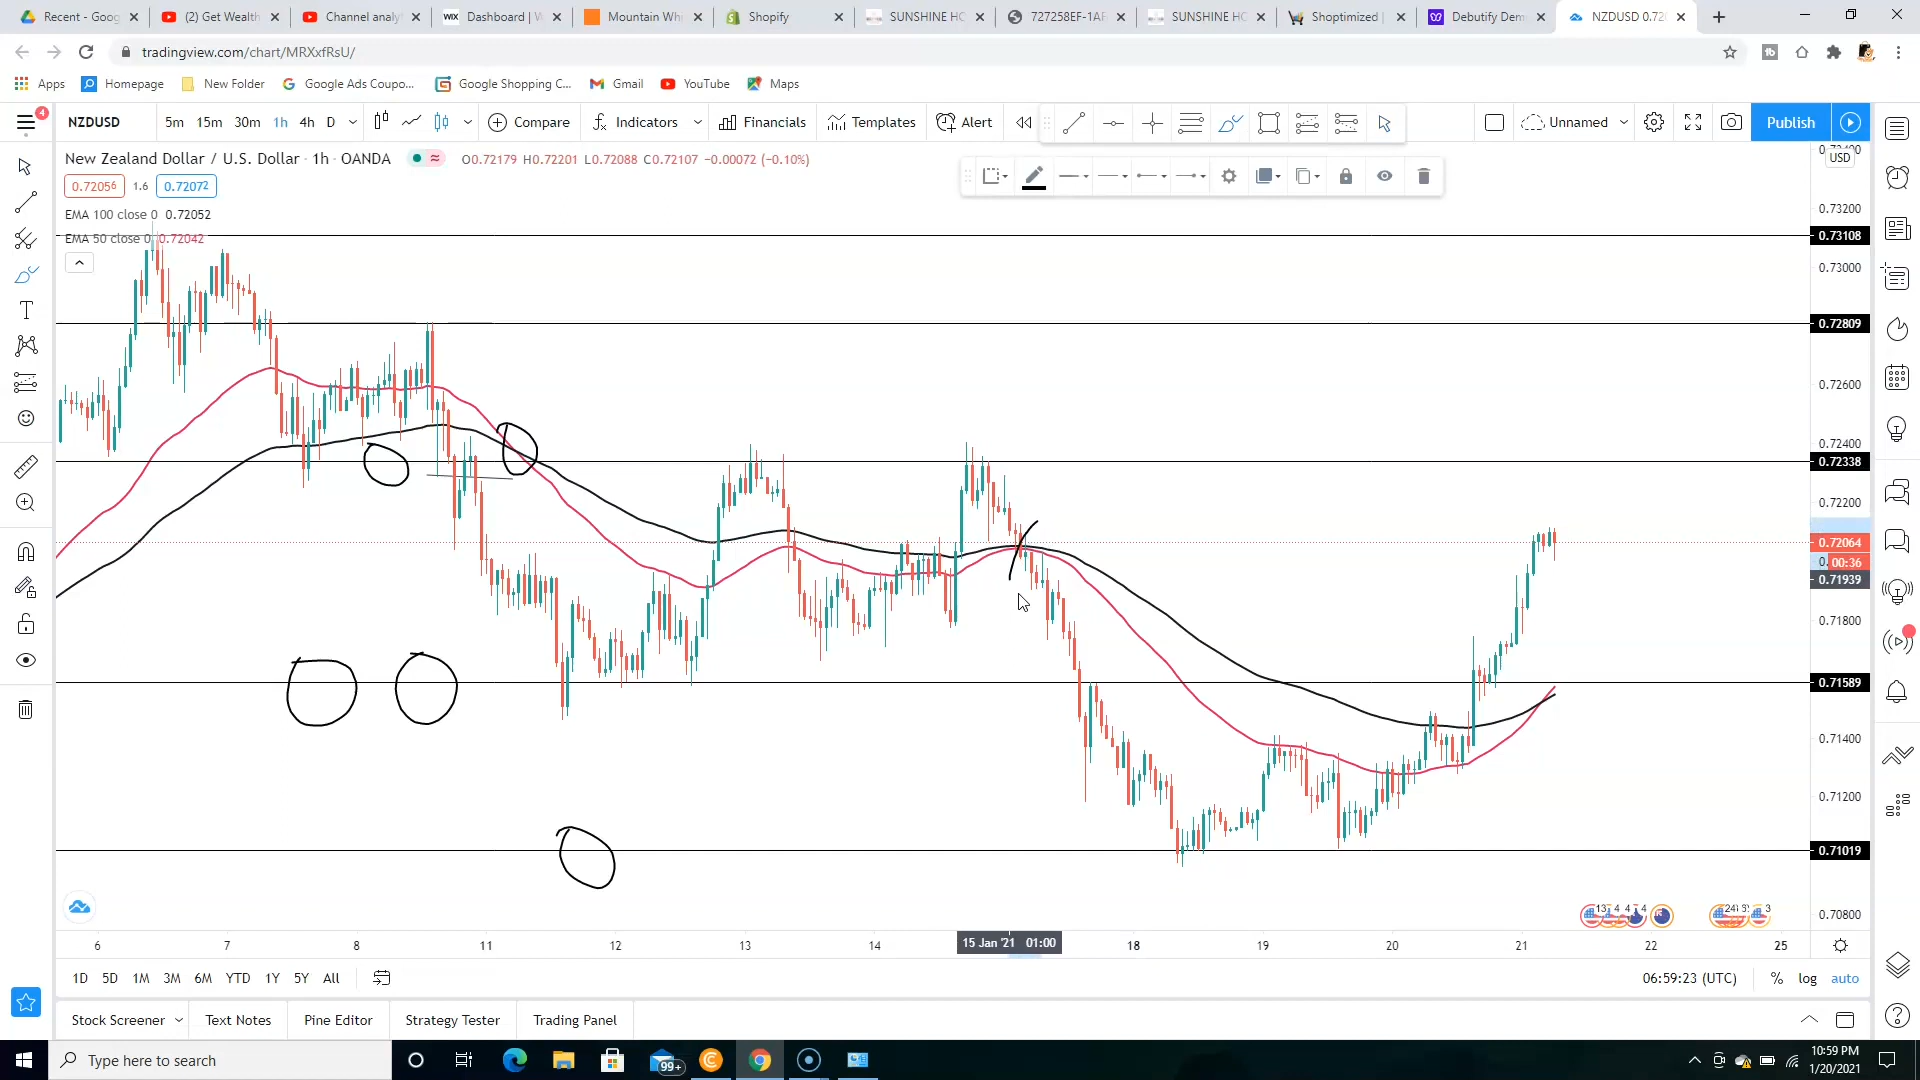 Recent - Goog
(2) Get Wealth
Channel analy
WIX Dashboard | W
Mountain Whi
Shopify
SUNSHINE HO
727258EF-1AF
SUNSHINE HO
Shoptimized |
Debutify Dem
NZDUSD 0.720
tradingview.com/chart/MRXxfRsU/
Apps Homepage New Folder Google Ads Coupo... Google Shopping C... Gmail YouTube Maps
4
NZDUSD 5m 15m 30m 1h 4h D Compare Indicators Financials Templates Alert Unnamed Publish
New Zealand Dollar / U.S. Dollar · 1h · OANDA O0.72179 H0.72201 L0.72088 C0.72107 −0.00072 (−0.10%)
0.72056 1.6 0.72072
EMA 100 close 0 0.72052
EMA 50 close 0 0.72042
USD
0.73200
0.73108
0.73000
0.72809
0.72600
0.72400
0.72338
0.72200
0.72064
00:36
0.71939
0.71800
0.71589
0.71400
0.71200
0.71019
0.70800
6 7 8 11 12 13 14 15 Jan '21 01:00 18 19 20 21 22 25
1D 5D 1M 3M 6M YTD 1Y 5Y All 06:59:23 (UTC) % log auto
Stock Screener Text Notes Pine Editor Strategy Tester Trading Panel
Type here to search
99+
10:59 PM
1/20/2021